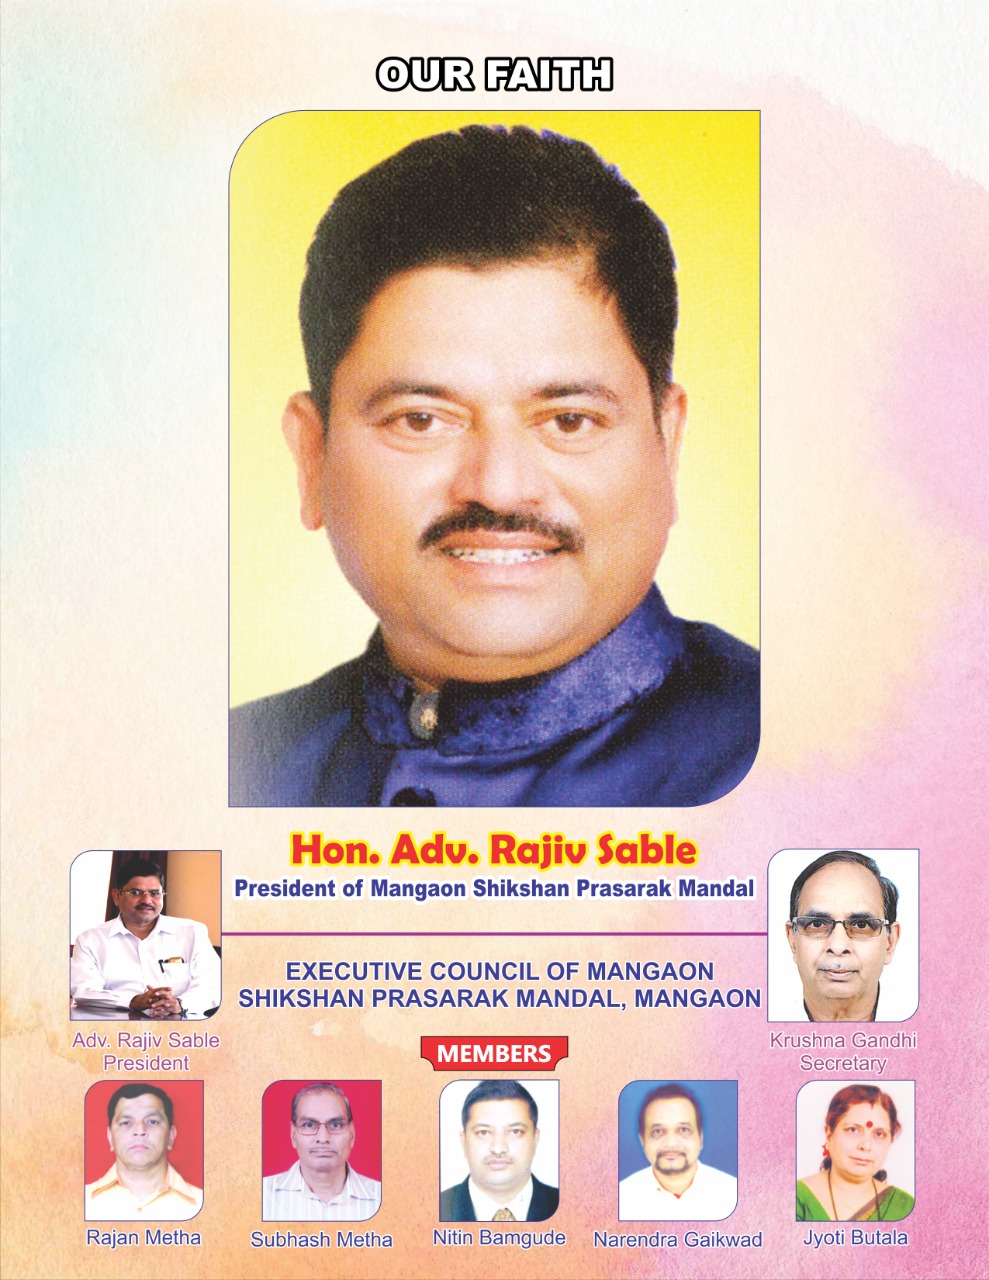 OUR FAITH
Hon. Adv. Rajiv Sable
President of Mangaon Shikshan Prasarak Mandal
EXECUTIVE COUNCIL OF MANGAON
SHIKSHAN PRASARAK MANDAL, MANGAON
Adv. Rajiv Sable
President
Krushna Gandhi
Secretary
MEMBERS
Rajan Metha
Subhash Metha
Nitin Bamgude
Narendra Gaikwad
Jyoti Butala